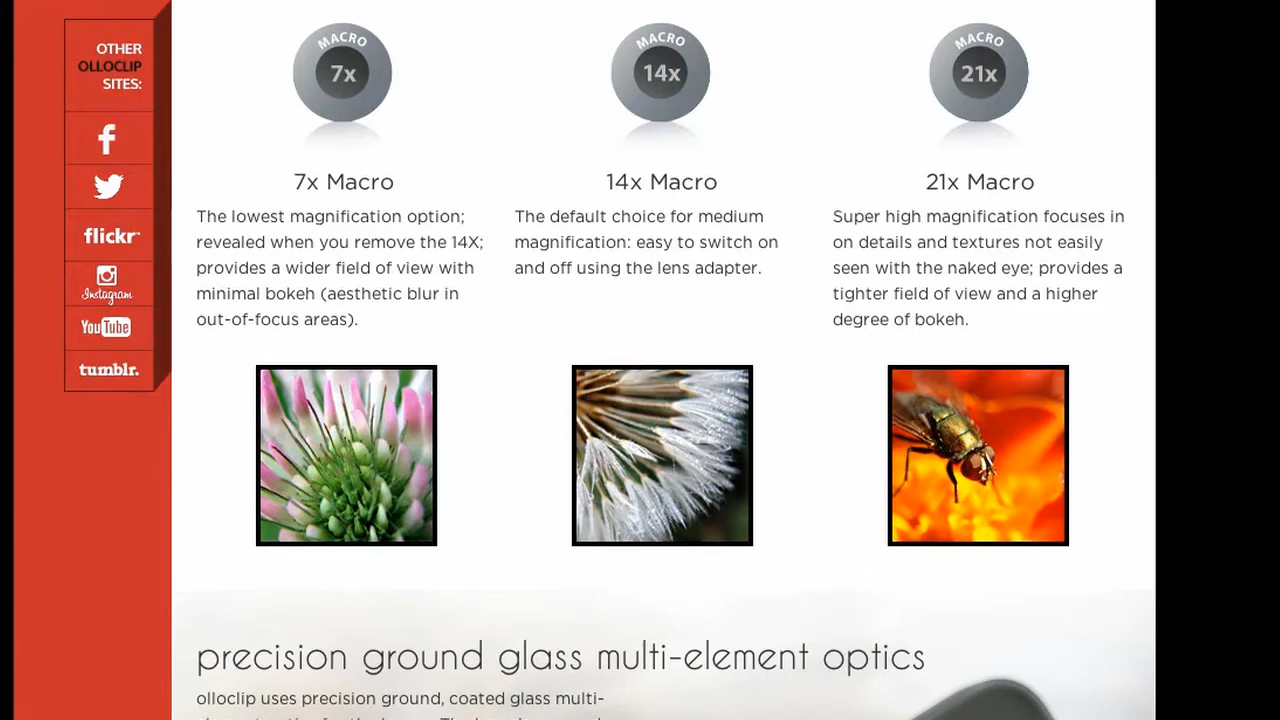 OTHER
OLLOCLIP
SITES:
f
flickr
Instagram
YouTube
tumblr.
MACRO
7x
MACRO
14x
MACRO
21x
7x Macro
The lowest magnification option;
revealed when you remove the 14X;
provides a wider field of view with
minimal bokeh (aesthetic blur in
out-of-focus areas).
14x Macro
The default choice for medium
magnification: easy to switch on
and off using the lens adapter.
21x Macro
Super high magnification focuses in
on details and textures not easily
seen with the naked eye; provides a
tighter field of view and a higher
degree of bokeh.
precision ground glass multi-element optics
olloclip uses precision ground, coated glass multi-